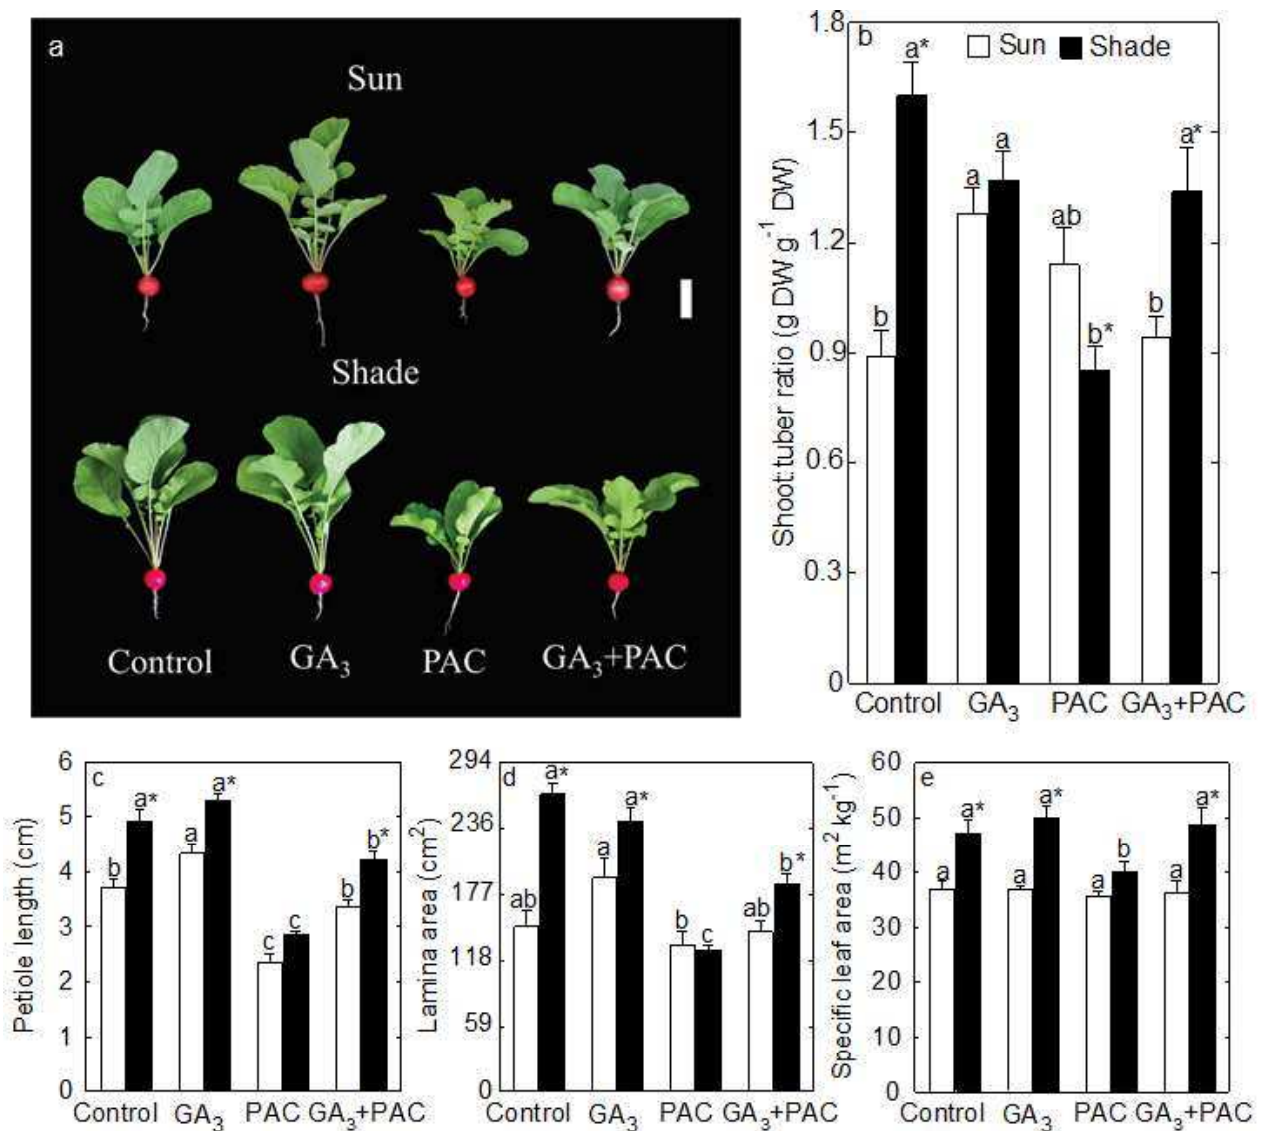 a
Sun
Shade
Control GA₃ PAC GA₃+PAC
b
Sun Shade
Shoot:tuber ratio (g DW g⁻¹ DW)
1.8
1.5
1.2
0.9
0.6
0.3
0
b a*
a a
ab b*
b a*
Control GA₃ PAC GA₃+PAC
c
Petiole length (cm)
6
5
4
3
2
1
0
b a*
a a*
c c
b b*
Control GA₃ PAC GA₃+PAC
d
Lamina area (cm²)
294
236
177
118
59
0
ab a*
a a*
b c
ab b*
Control GA₃ PAC GA₃+PAC
e
Specific leaf area (m² kg⁻¹)
60
50
40
30
20
10
0
a a*
a a*
a b
a a*
Control GA₃ PAC GA₃+PAC